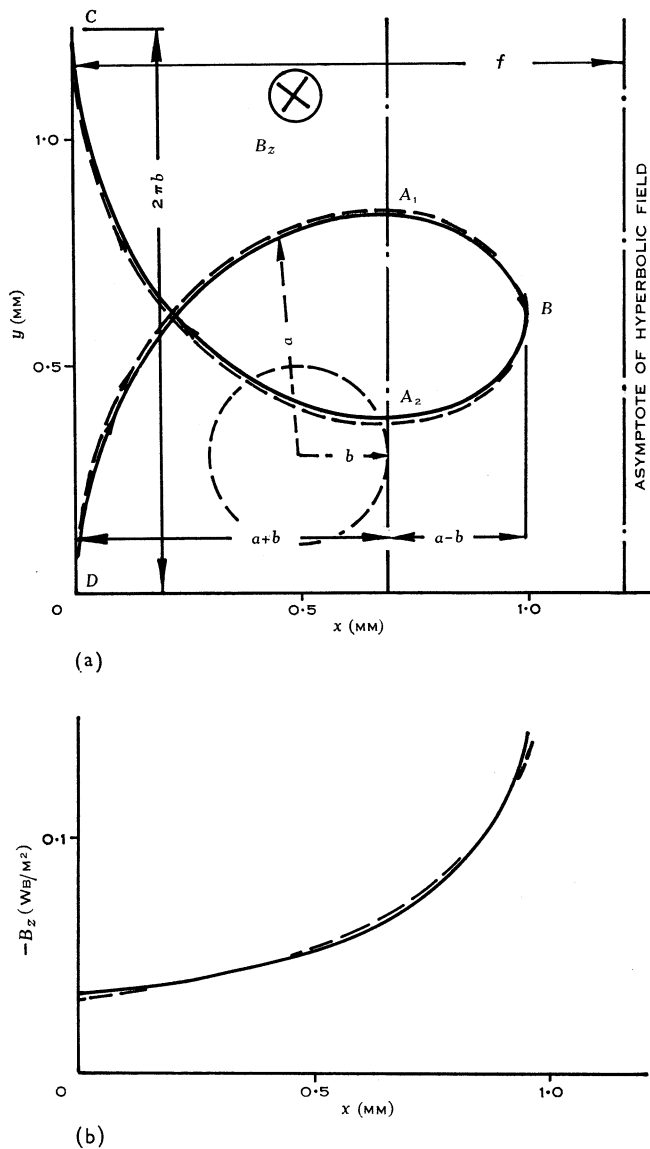 C
f
1·0
B_z
2πb
A₁
y (MM)
B
a
0·5
A₂
b
a+b
a−b
D
0
0·5
1·0
x (MM)
ASYMPTOTE OF HYPERBOLIC FIELD
(a)
0·1
−B_z (WB/M²)
0
0·5
1·0
x (MM)
(b)